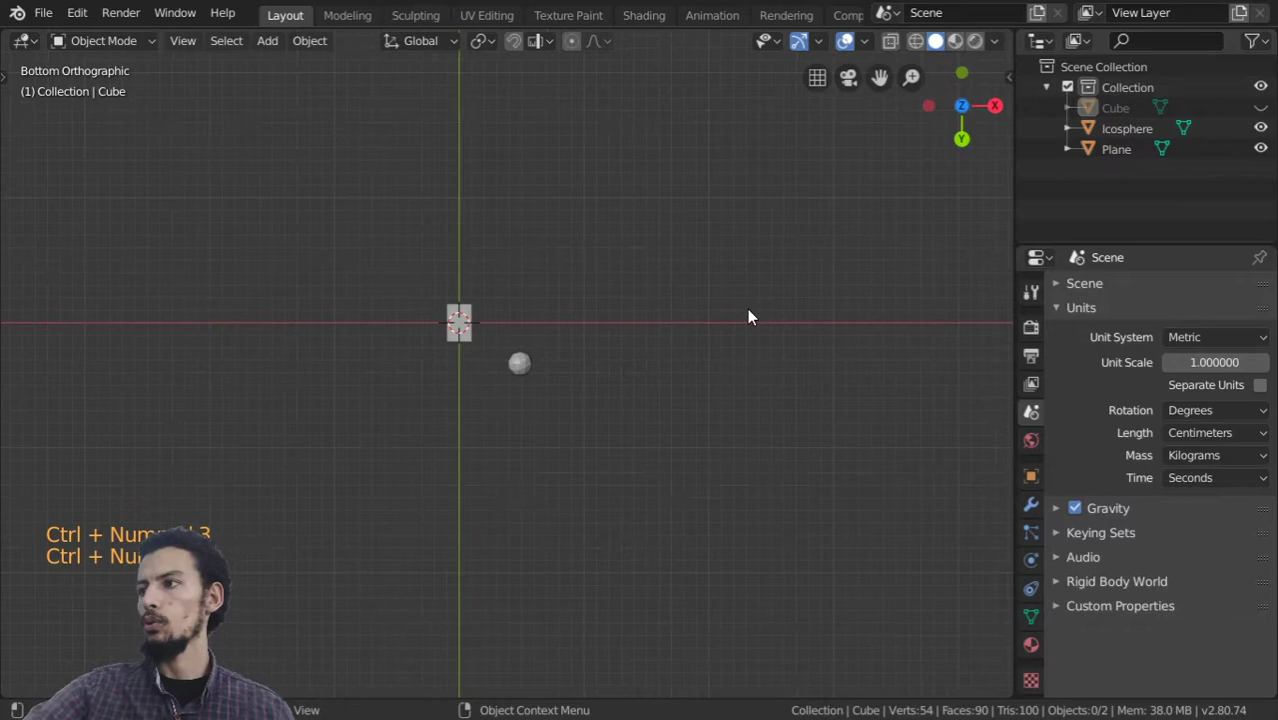 File Edit Render Window Help Layout Modeling Sculpting UV Editing Texture Paint Shading Animation Rendering Comp Scene View Layer
Object Mode View Select Add Object Global
Bottom Orthographic
(1) Collection | Cube
Z X
Y
Scene Collection
Collection
Cube
Icosphere
Plane
Scene
Scene
Units
Unit System Metric
Unit Scale 1.000000
Separate Units
Rotation Degrees
Length Centimeters
Mass Kilograms
Time Seconds
Gravity
Keying Sets
Audio
Rigid Body World
Custom Properties
Ctrl + 3
Ctrl +
View Object Context Menu Collection | Cube | Verts:54 | Faces:90 | Tris:100 | Objects:0/2 | Mem: 38.0 MB | v2.80.74